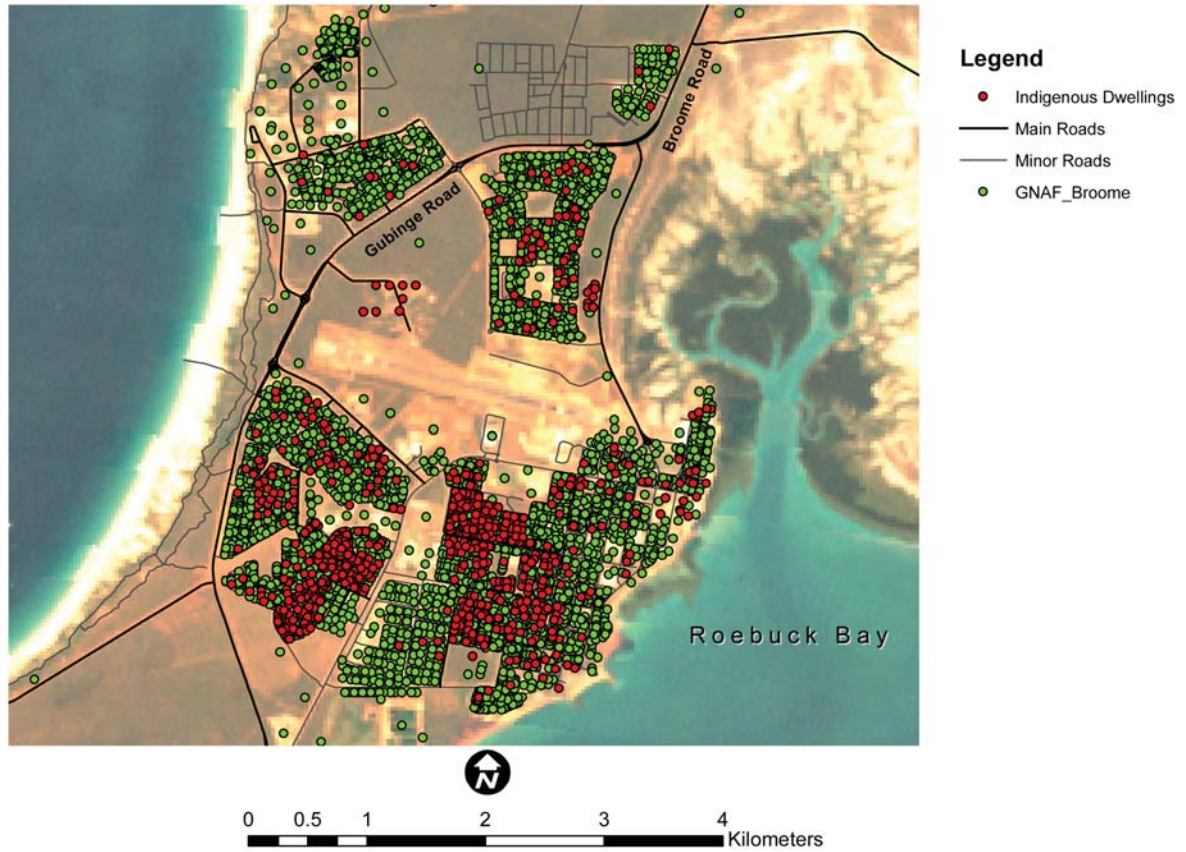 Broome Road
Gubinge Road
Roebuck Bay
Legend
Indigenous Dwellings
Main Roads
Minor Roads
GNAF_Broome
N
0 0.5 1 2 3 4
Kilometers